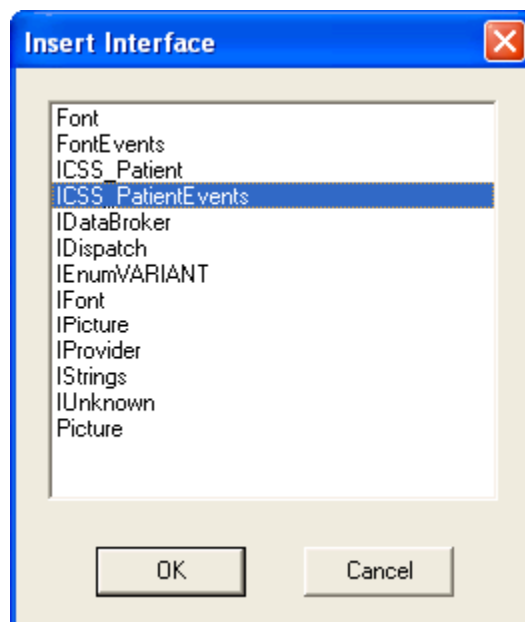 Insert Interface
Font
FontEvents
ICSS_Patient
ICSS_PatientEvents
IDataBroker
IDispatch
IEnumVARIANT
IFont
IPicture
IProvider
IStrings
IUnknown
Picture
OK
Cancel